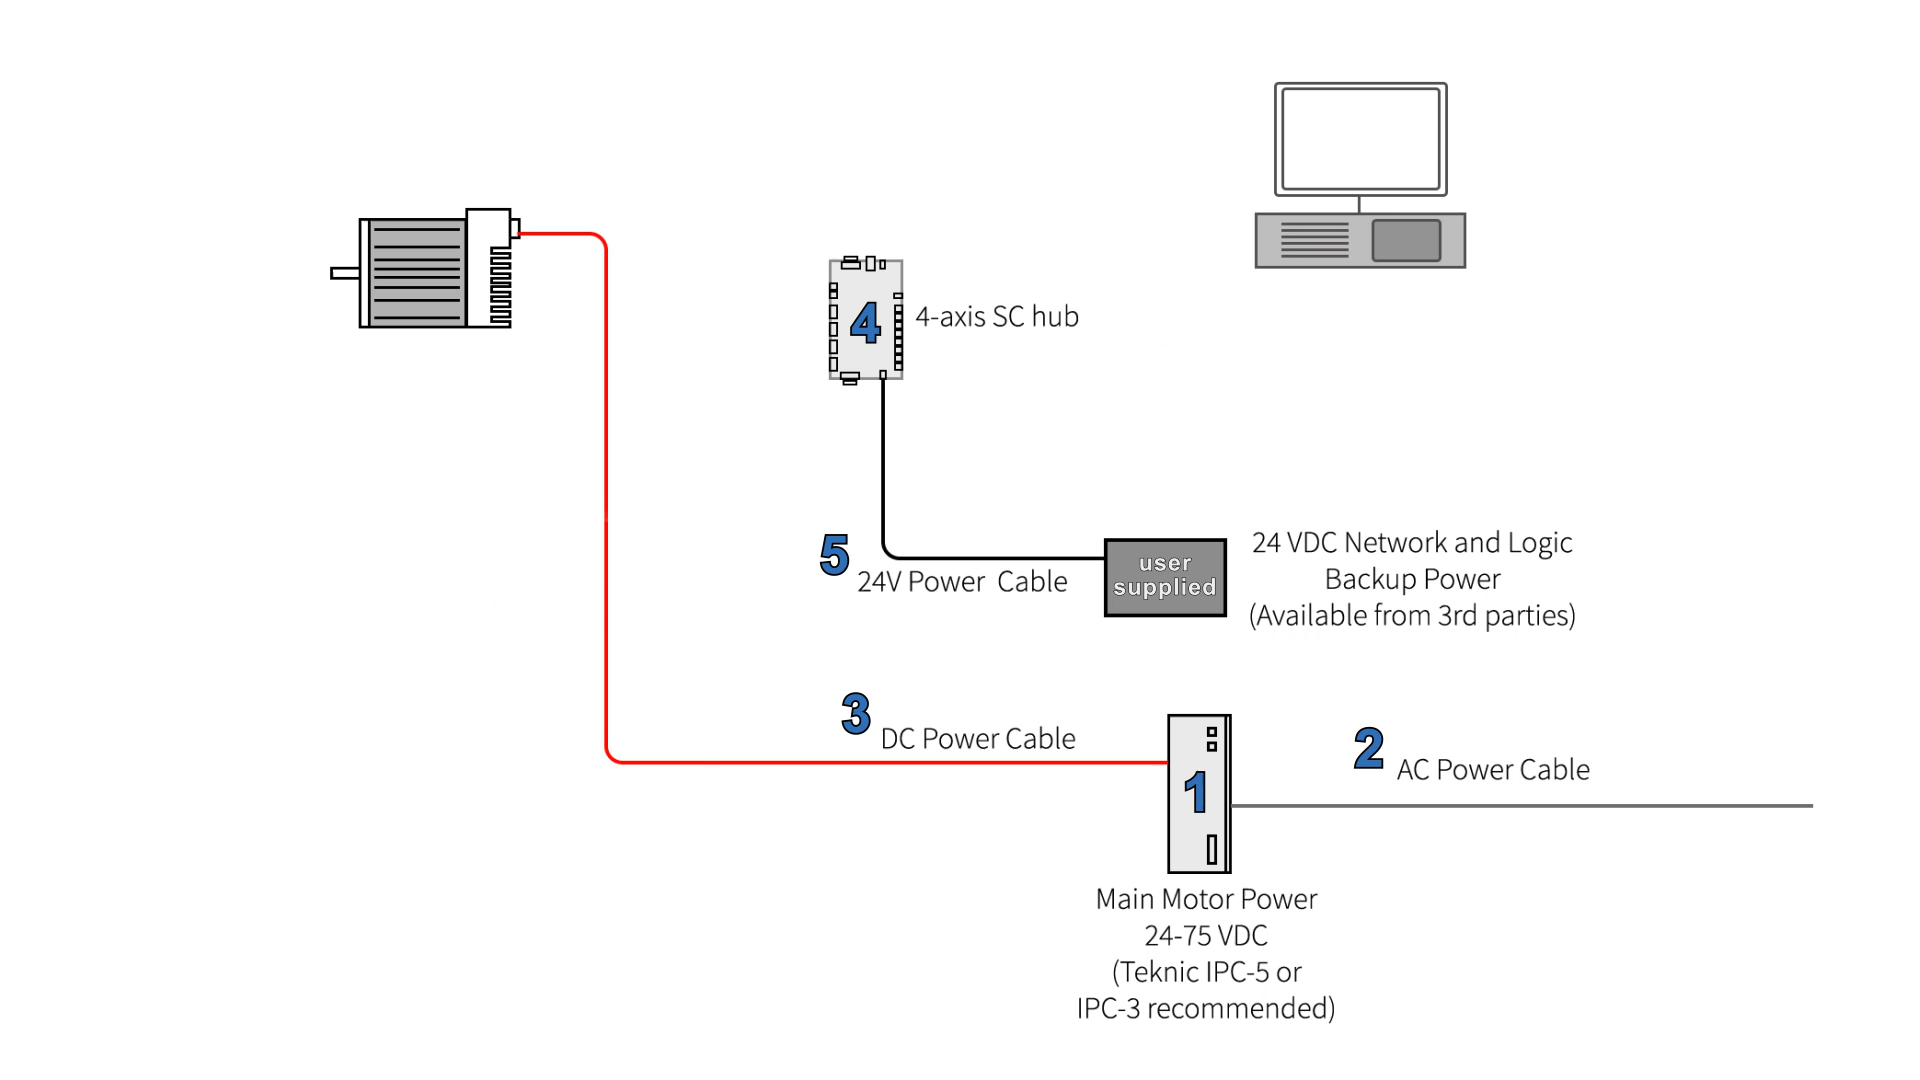 4
4-axis SC hub
5
24V Power Cable
user
supplied
24 VDC Network and Logic
Backup Power
(Available from 3rd parties)
3
DC Power Cable
1
2
AC Power Cable
Main Motor Power
24-75 VDC
(Teknic IPC-5 or
IPC-3 recommended)